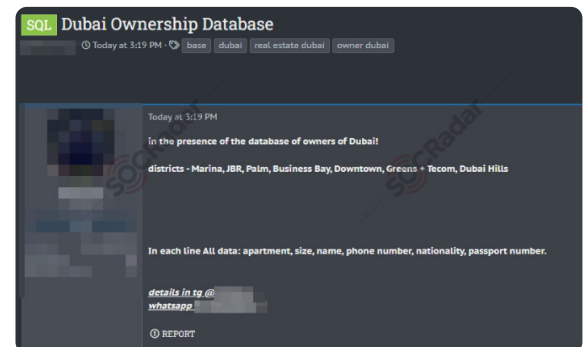 SQL Dubai Ownership Database
Today at 3:19 PM · base dubai real estate dubai owner dubai
Today at 3:19 PM
in the presence of the database of owners of Dubai!
districts - Marina, JBR, Palm, Business Bay, Downtown, Greens + Tecom, Dubai Hills
In each line All data: apartment, size, name, phone number, nationality, passport number.
details in tg @
whatsapp
REPORT
SOCRadar
SOCRadar